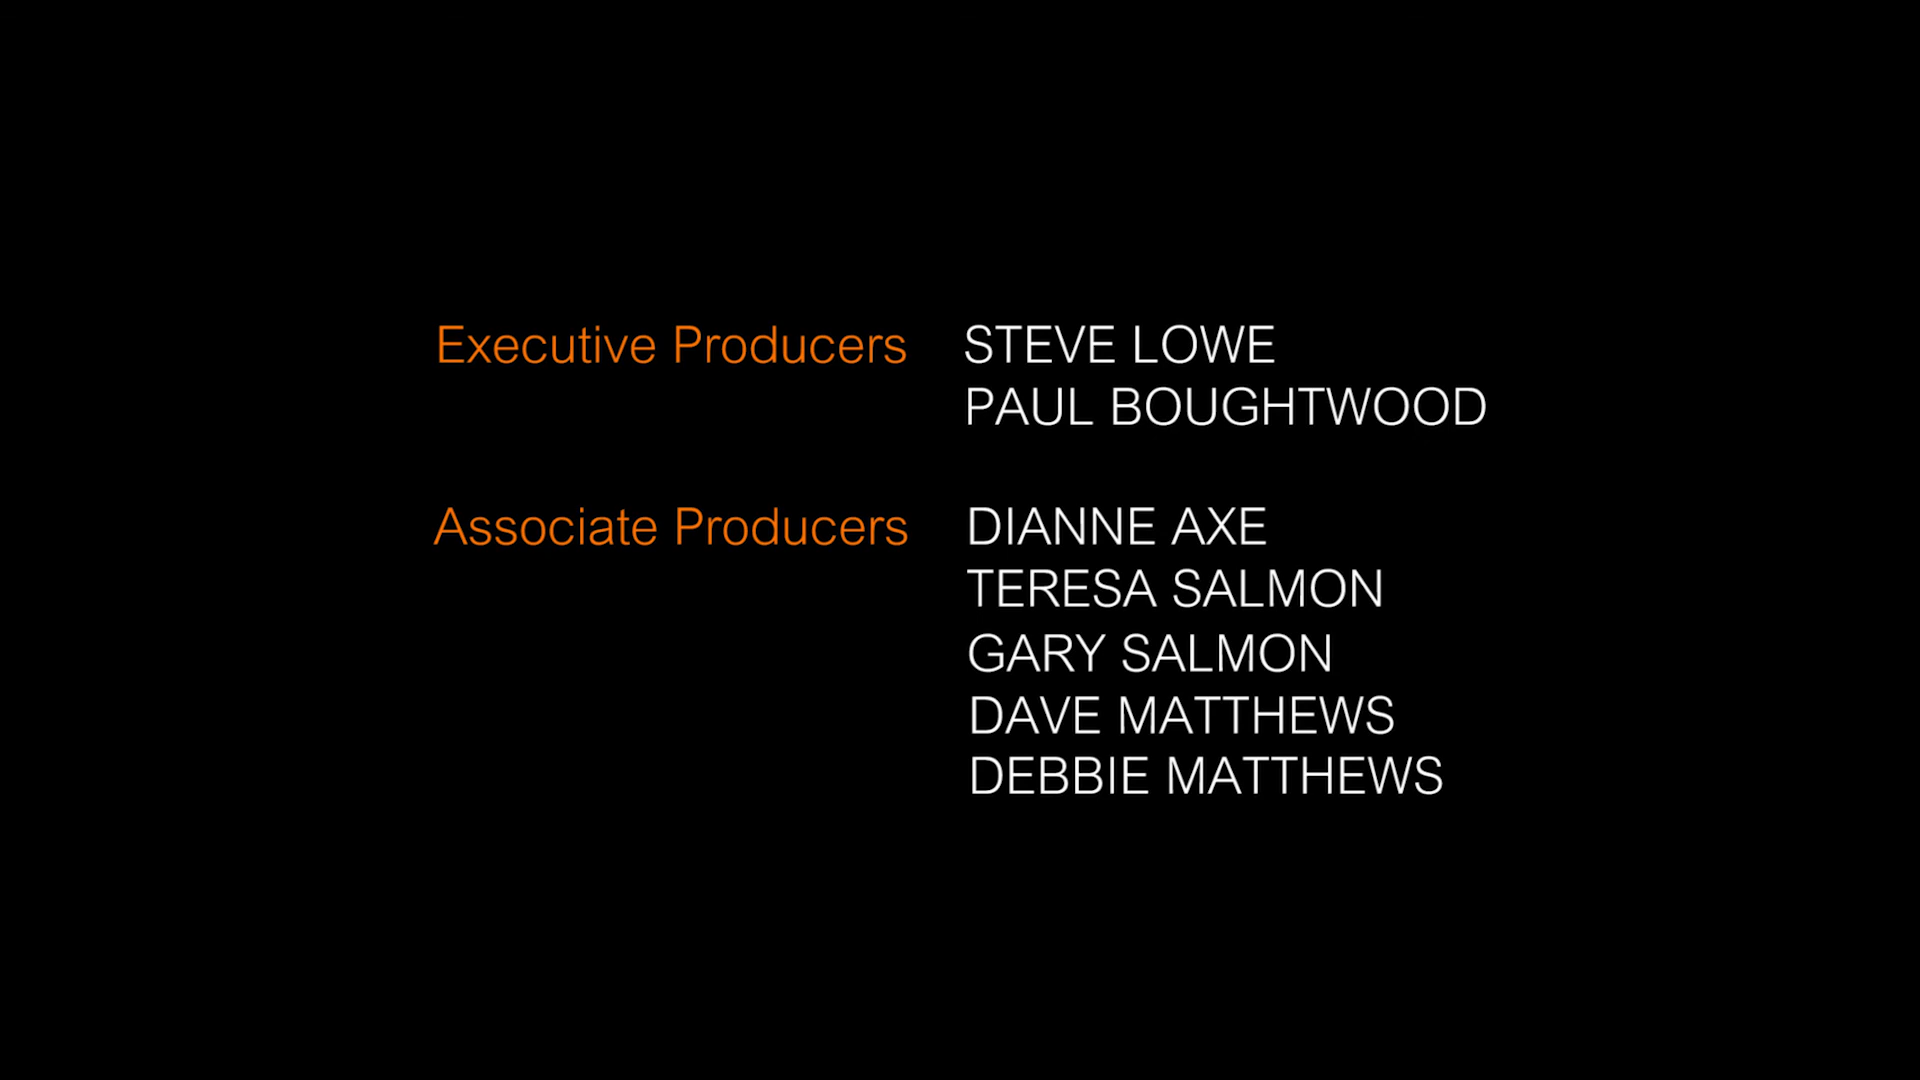 Executive Producers STEVE LOWE
PAUL BOUGHTWOOD
Associate Producers DIANNE AXE
TERESA SALMON
GARY SALMON
DAVE MATTHEWS
DEBBIE MATTHEWS